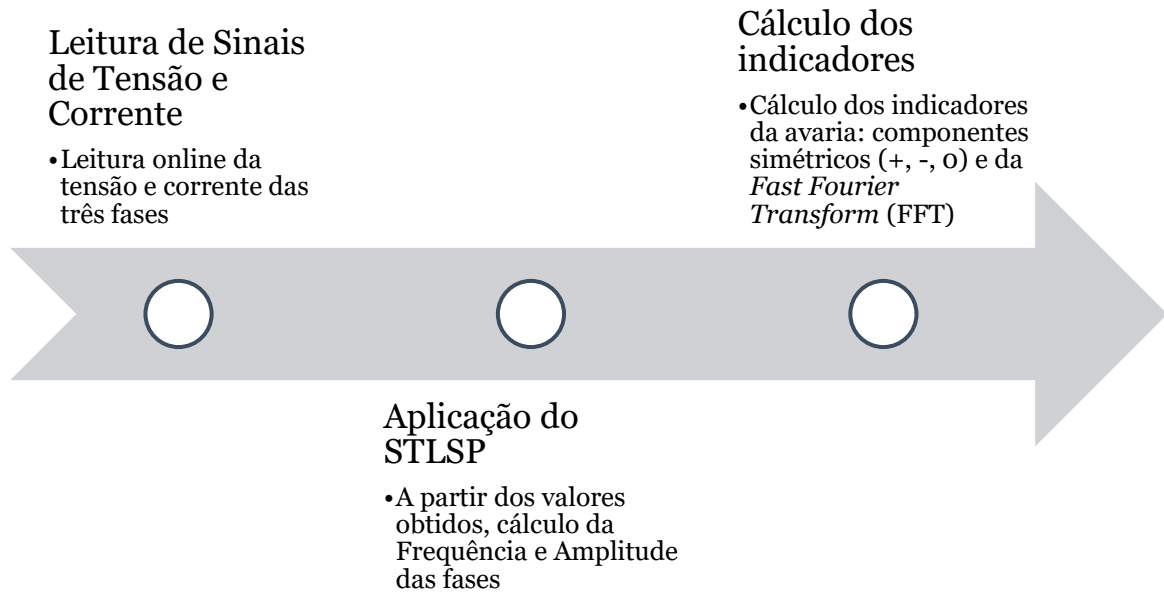 Leitura de Sinais
de Tensão e
Corrente
•Leitura online da
tensão e corrente das
três fases
Aplicação do
STLSP
•A partir dos valores
obtidos, cálculo da
Frequência e Amplitude
das fases
Cálculo dos
indicadores
•Cálculo dos indicadores
da avaria: componentes
simétricos (+, -, 0) e da
Fast Fourier
Transform (FFT)